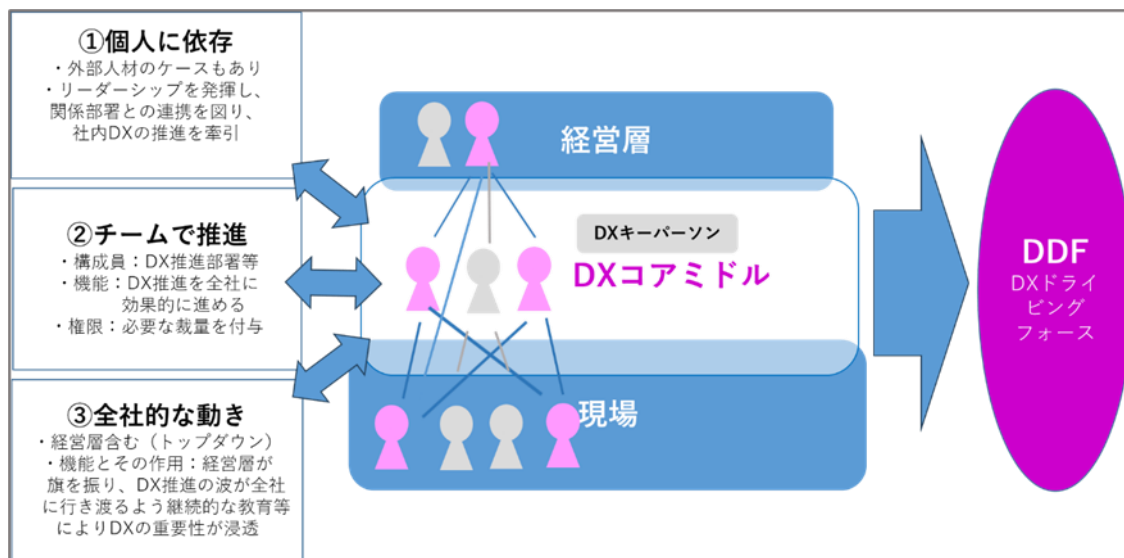 ①個人に依存
・外部人材のケースもあり
・リーダーシップを発揮し、
関係部署との連携を図り、
社内DXの推進を牽引
②チームで推進
・構成員：DX推進部署等
・機能：DX推進を全社に
効果的に進める
・権限：必要な裁量を付与
③全社的な動き
・経営層含む（トップダウン）
・機能とその作用：経営層が
旗を振り、DX推進の波が全社
に行き渡るよう継続的な教育等
によりDXの重要性が浸透
経営層
DXキーパーソン
DXコアミドル
現場
DDF
DXドライ
ビング
フォース